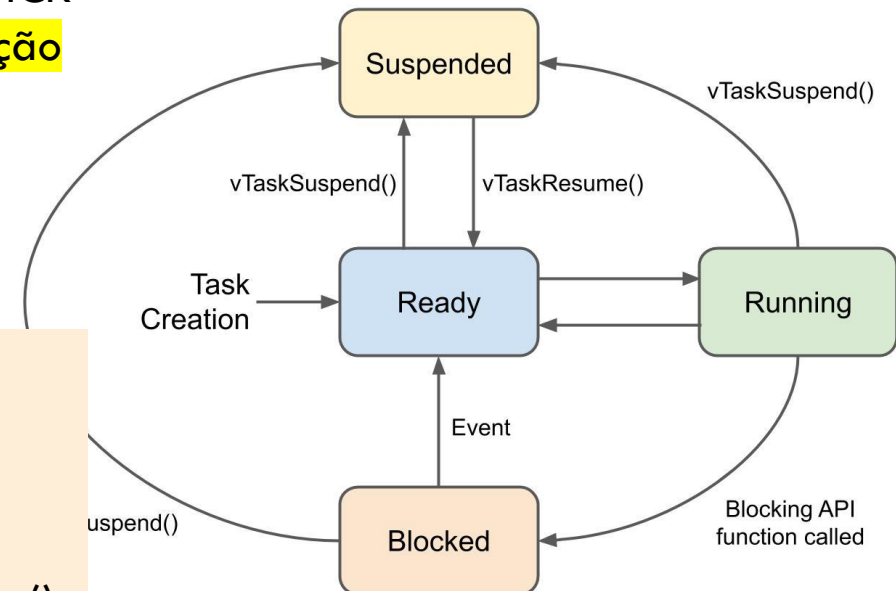 ção
Suspended
vTaskSuspend()
vTaskSuspend()
vTaskResume()
Task
Creation
Ready
Running
Event
uspend()
Blocked
Blocking API
function called
()